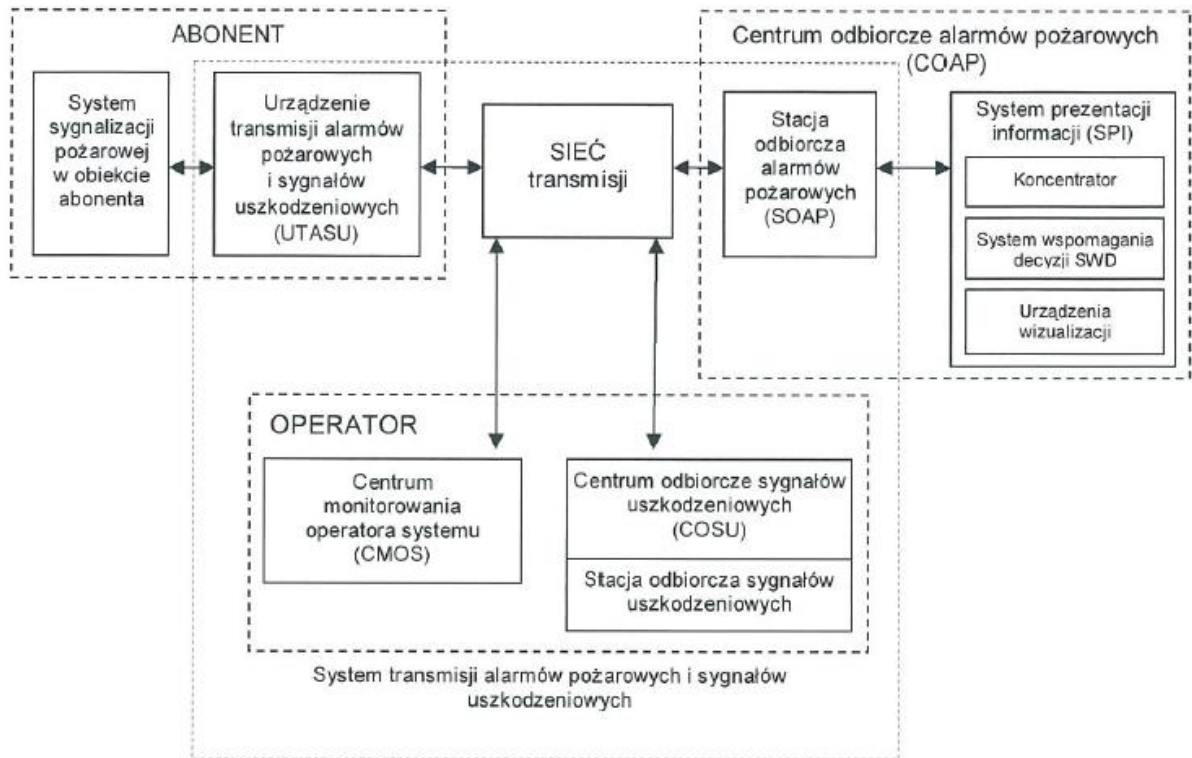 ABONENT
System
sygnalizacji
pożarowej
w obiekcie
abonenta
Urządzenie
transmisji alarmów
pożarowych
i sygnałów
uszkodzeniowych
(UTASU)
SIEĆ
transmisji
Centrum odbiorcze alarmów pożarowych
(COAP)
Stacja
odbiorcza
alarmów
pożarowych
(SOAP)
System prezentacji
informacji (SPI)
Koncentrator
System wspomagania
decyzji SWD
Urządzenia
wizualizacji
OPERATOR
Centrum
monitorowania
operatora systemu
(CMOS)
Centrum odbiorcze sygnałów
uszkodzeniowych
(COSU)
Stacja odbiorcza sygnałów
uszkodzeniowych
System transmisji alarmów pożarowych i sygnałów
uszkodzeniowych